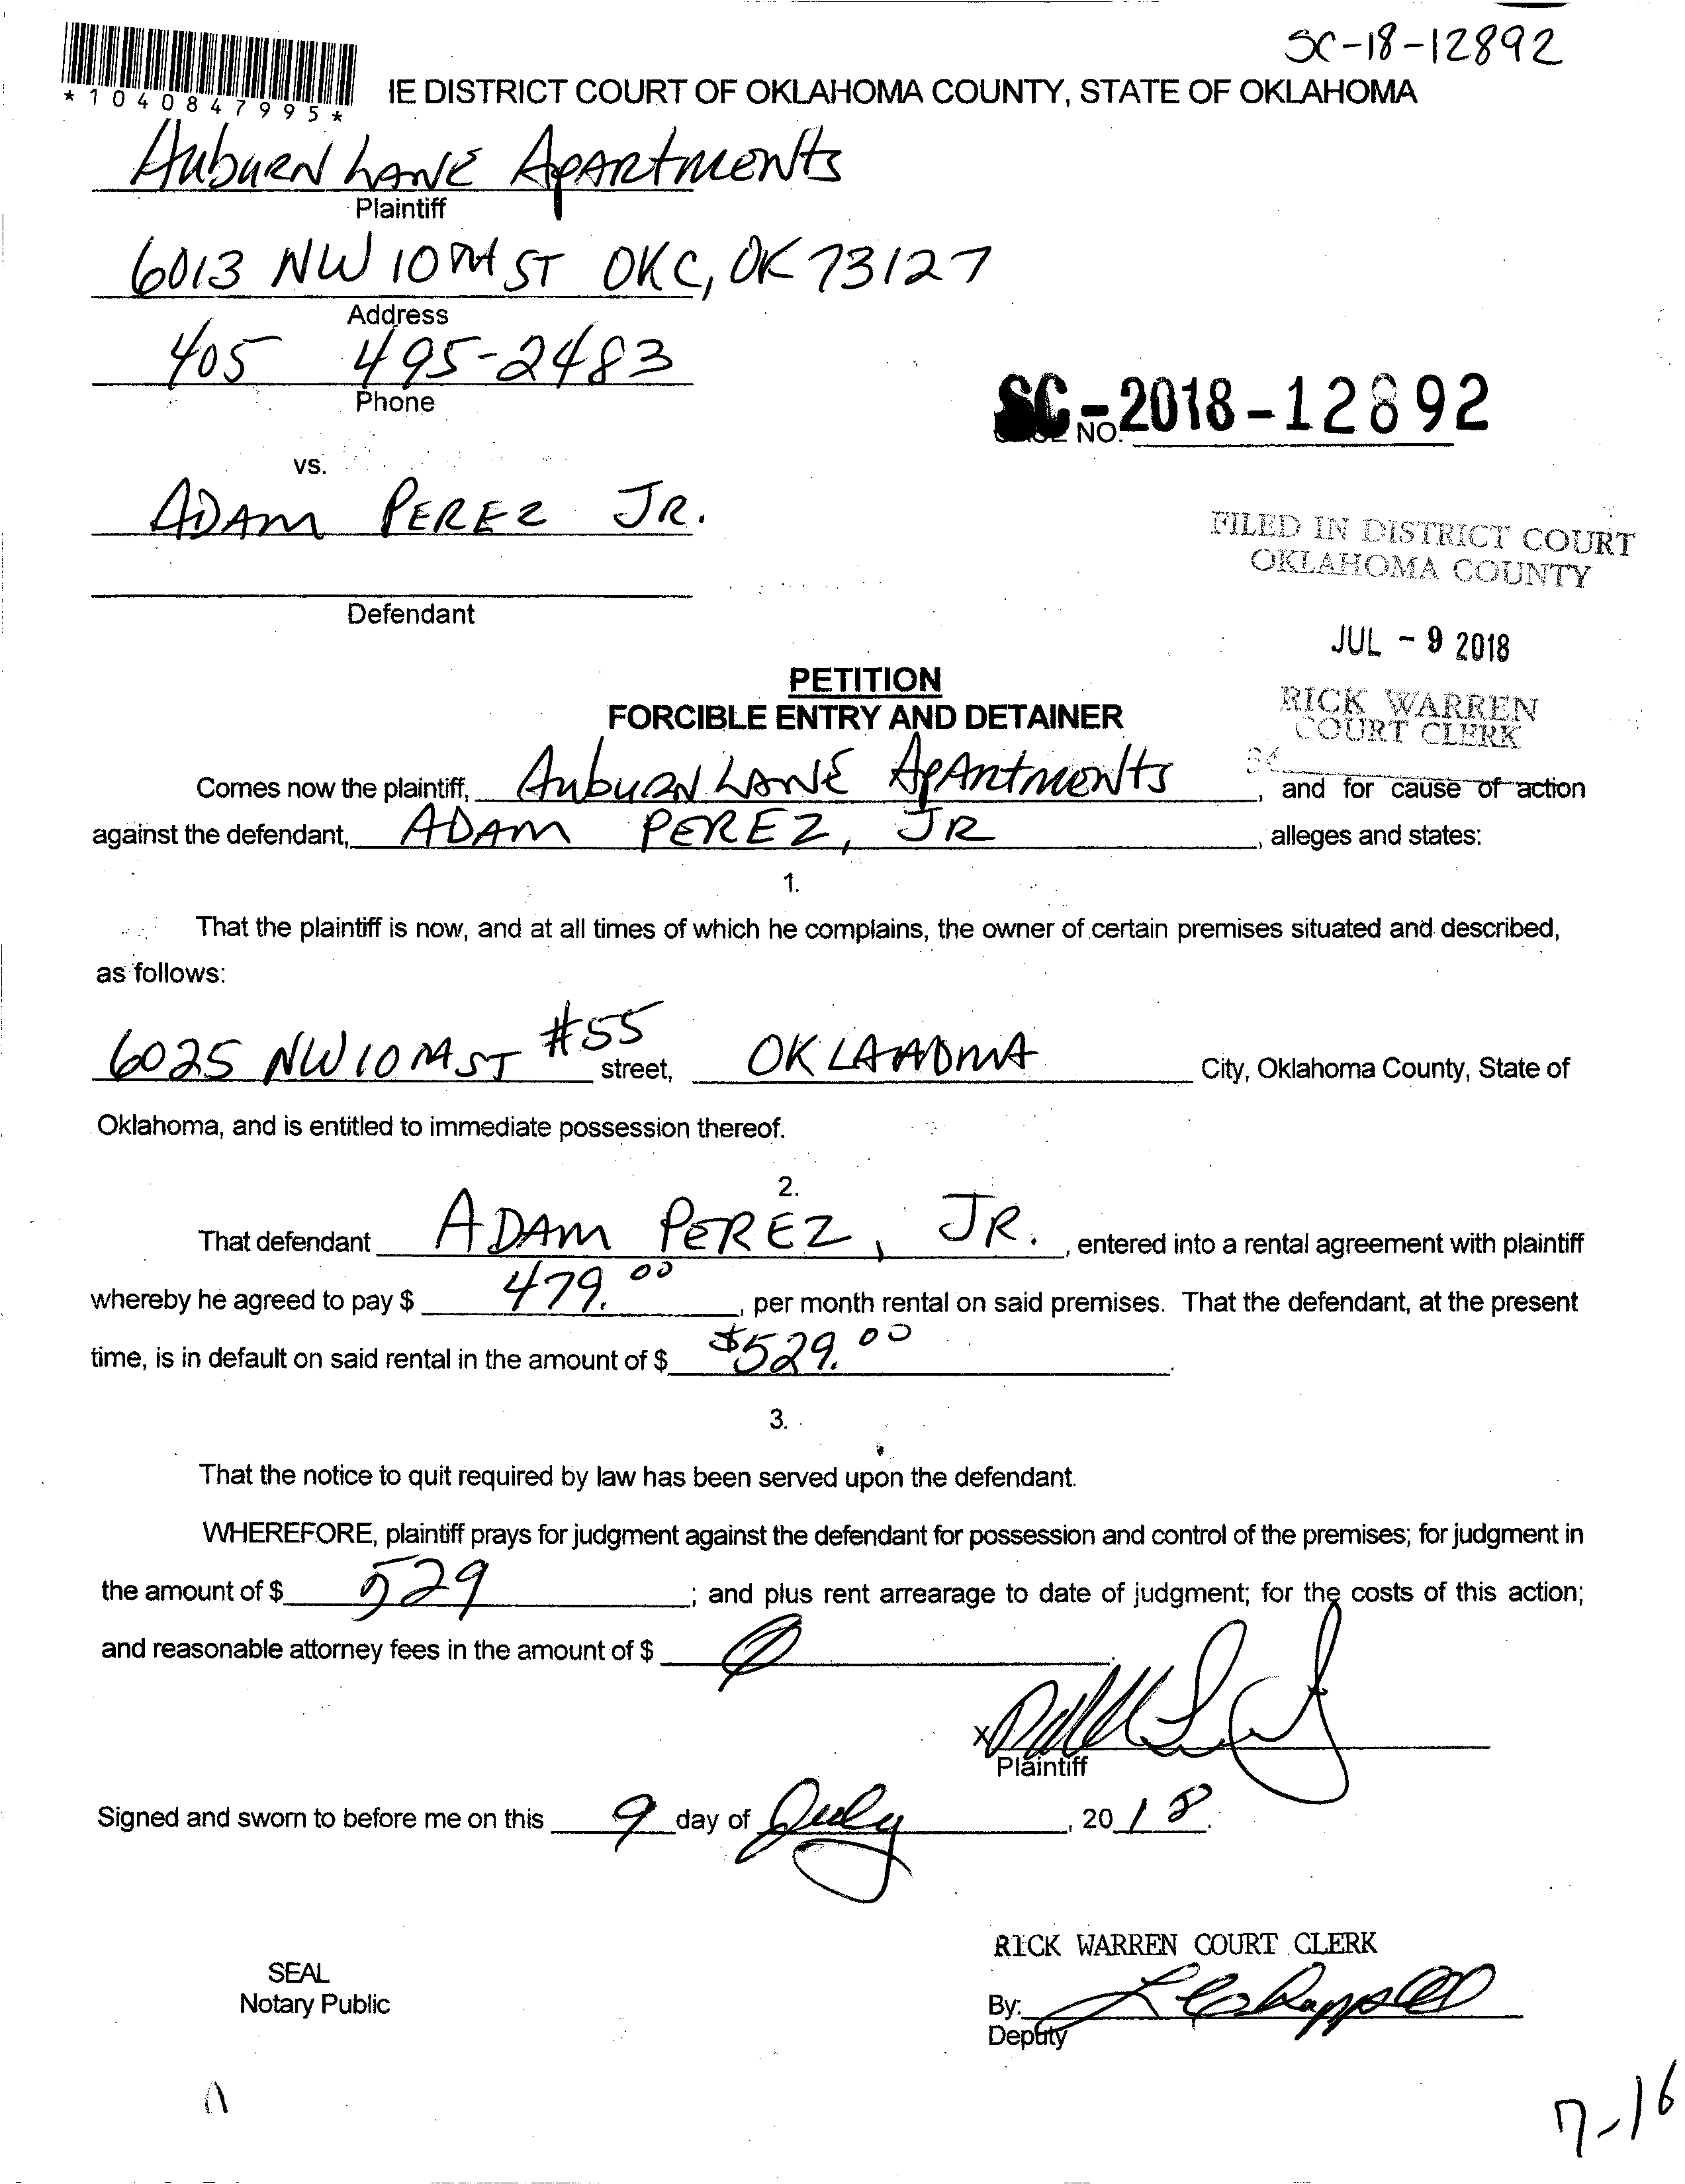 SC-18-12892
*1040847995*
IE DISTRICT COURT OF OKLAHOMA COUNTY, STATE OF OKLAHOMA
Auburn Lane Apartments
Plaintiff
6013 NW 10th ST OKC, OK 73127
Address
405 495-2483
Phone
SC-2018-12892
NO.
vs.
ADAM PEREZ JR.
Defendant
FILED IN DISTRICT COURT
OKLAHOMA COUNTY
JUL - 9 2018
RICK WARREN
COURT CLERK
PETITION
FORCIBLE ENTRY AND DETAINER
Comes now the plaintiff, Auburn Lane Apartments, and for cause of action
against the defendant, ADAM PEREZ, JR, alleges and states:
1.
That the plaintiff is now, and at all times of which he complains, the owner of certain premises situated and described,
as follows:
6025 NW 10th ST #55 street, OKLAHOMA City, Oklahoma County, State of
Oklahoma, and is entitled to immediate possession thereof.
2.
That defendant ADAM PEREZ, JR., entered into a rental agreement with plaintiff
whereby he agreed to pay $ 479.00, per month rental on said premises. That the defendant, at the present
time, is in default on said rental in the amount of $ $529.00.
3.
That the notice to quit required by law has been served upon the defendant.
WHEREFORE, plaintiff prays for judgment against the defendant for possession and control of the premises; for judgment in
the amount of $ 529; and plus rent arrearage to date of judgment; for the costs of this action;
and reasonable attorney fees in the amount of $ 0.
X
Plaintiff
Signed and sworn to before me on this 9 day of July, 2018.
RICK WARREN COURT CLERK
SEAL
Notary Public
By:
Deputy
7-16